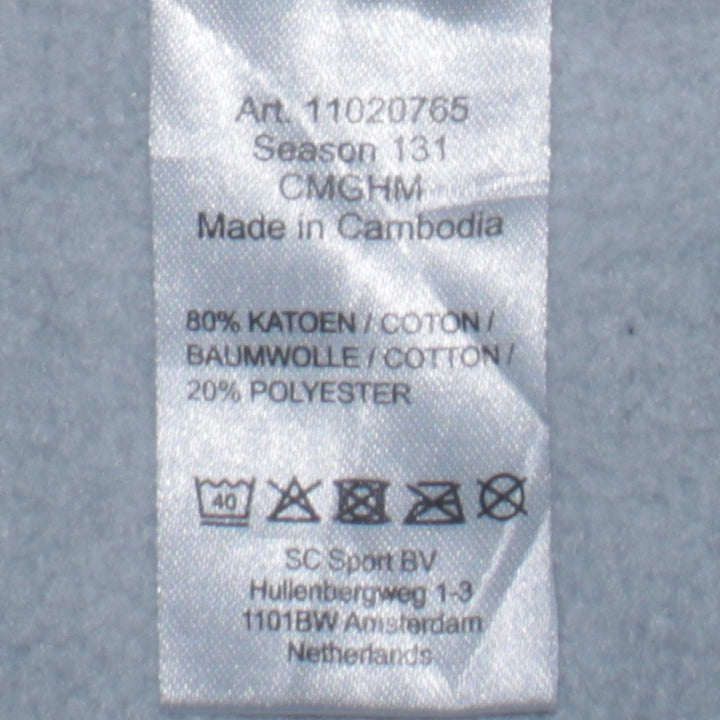 Art. 11020765
Season 131
CMGHM
Made in Cambodia
80% KATOEN / COTON /
BAUMWOLLE / COTTON /
20% POLYESTER
40
SC Sport BV
Hullenbergweg 1-3
1101BW Amsterdam
Netherlands